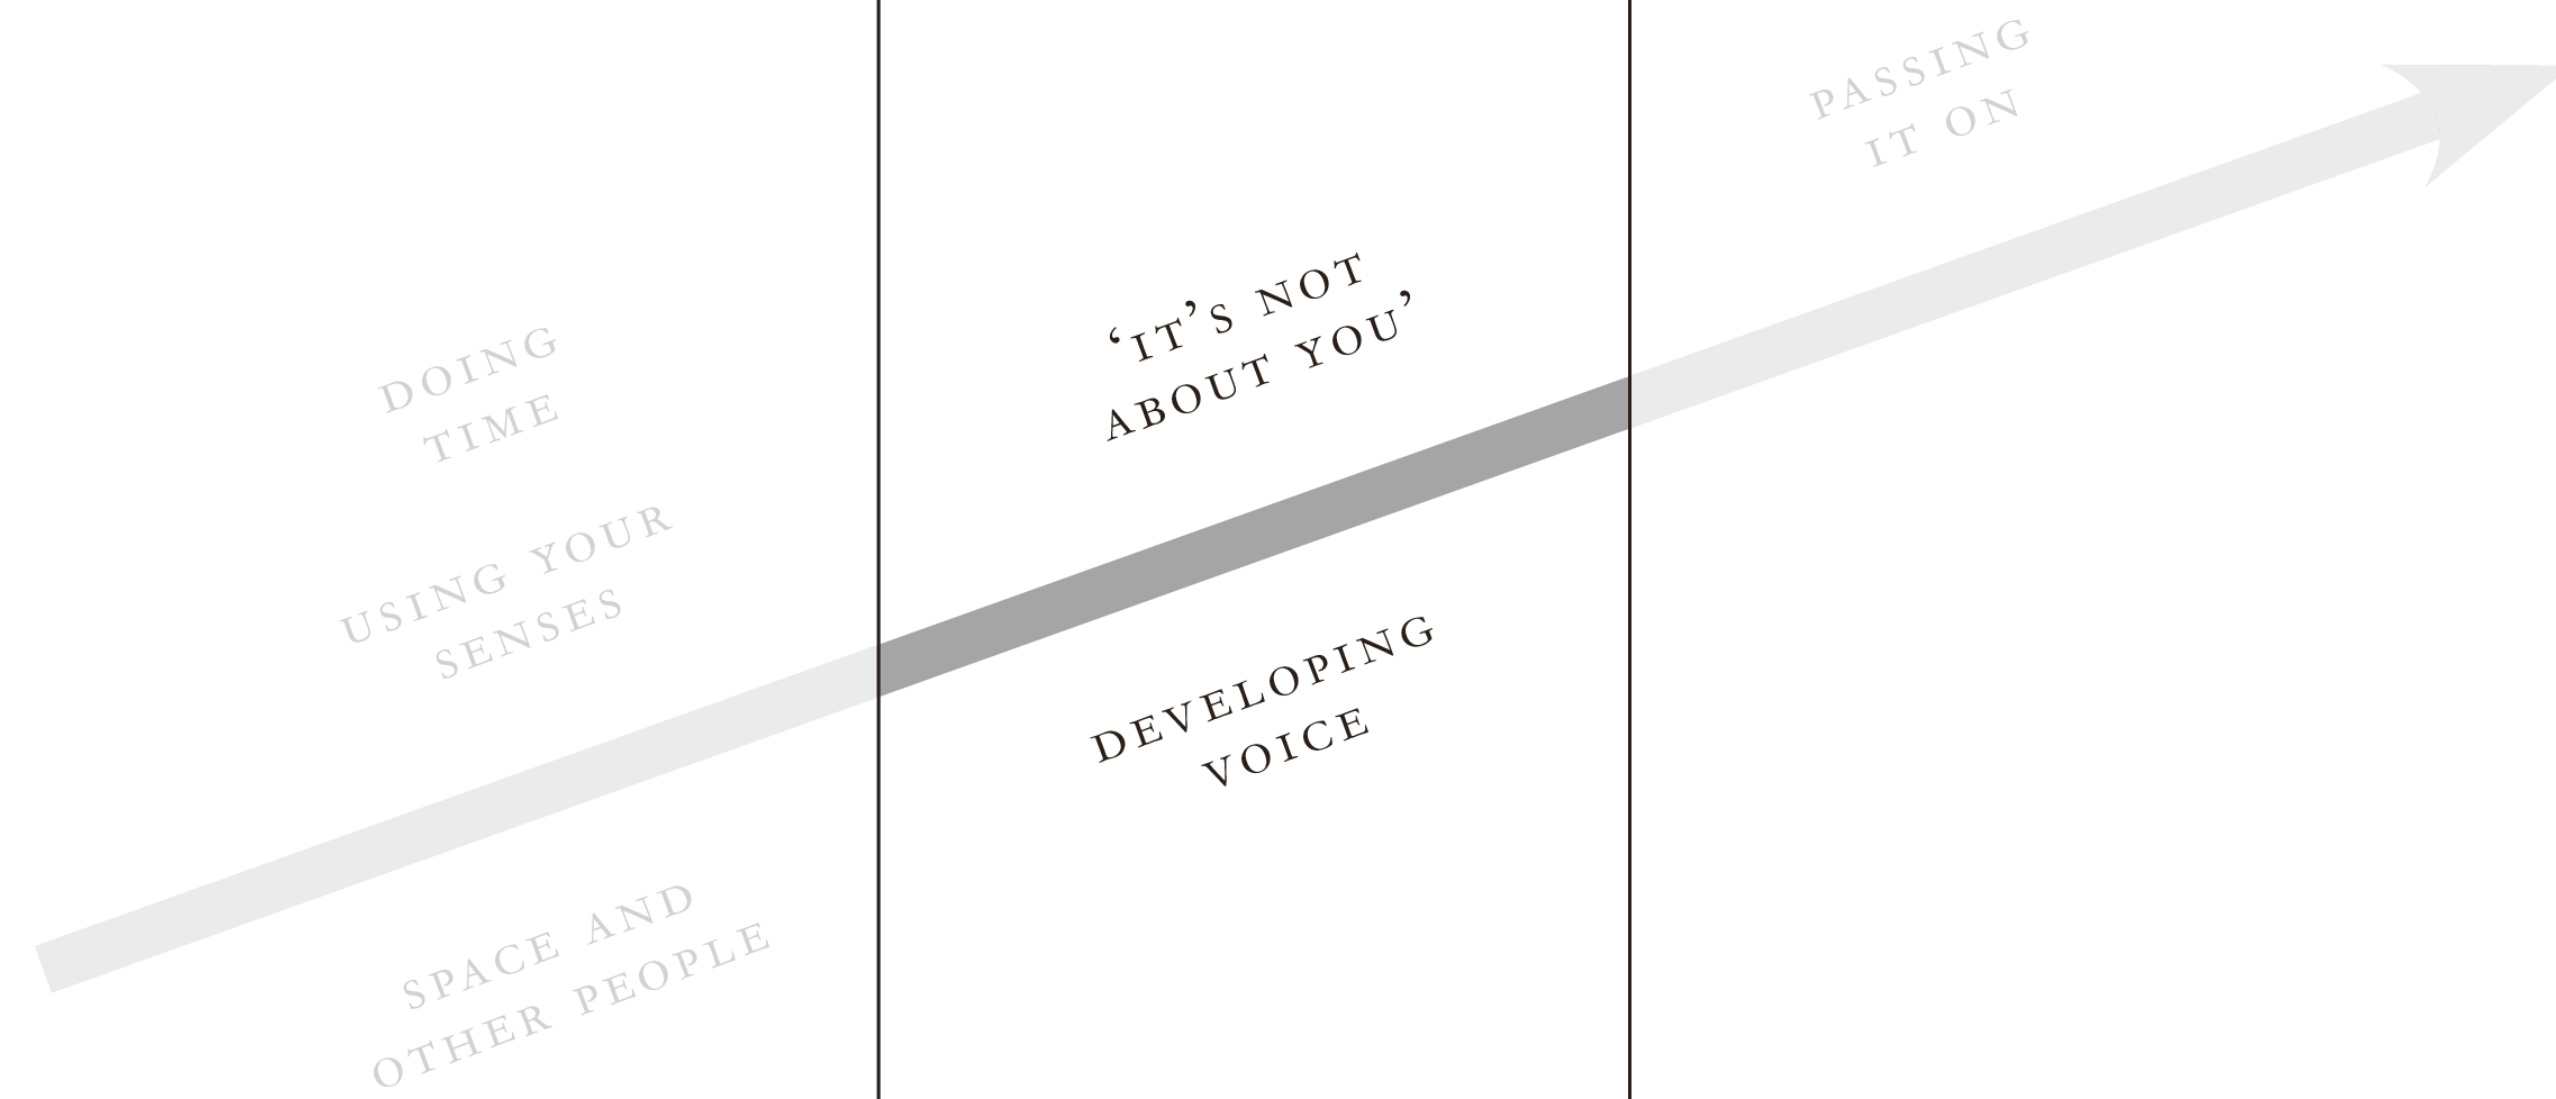 DOING
TIME
USING YOUR
SENSES
SPACE AND
OTHER PEOPLE
‘IT’S NOT
ABOUT YOU’
DEVELOPING
VOICE
PASSING
IT ON